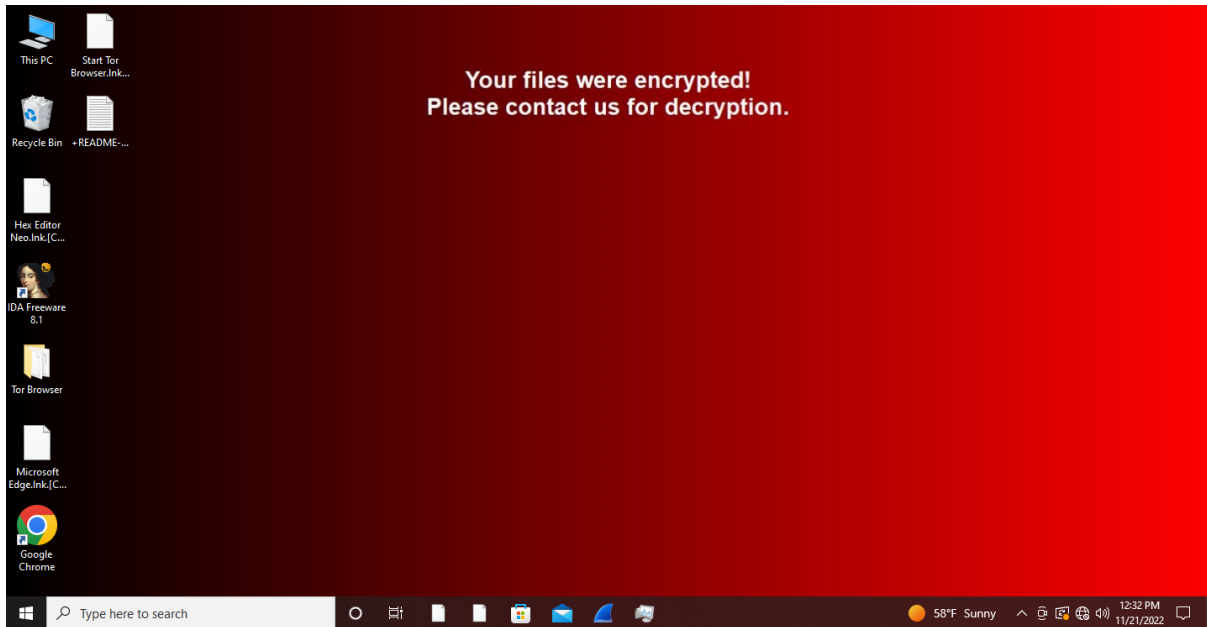 This PC
Start Tor
Browser.lnk...
Your files were encrypted!
Please contact us for decryption.
Recycle Bin
+README-...
Hex Editor
Neo.lnk.[C...
IDA Freeware
8.1
Tor Browser
Microsoft
Edge.lnk.[C...
Google
Chrome
Type here to search
58°F Sunny
12:32 PM
11/21/2022